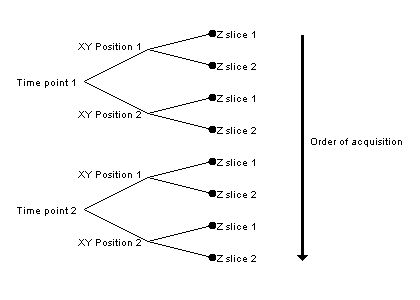 Z slice 1
XY Position 1
Z slice 2
Time point 1
Z slice 1
XY Position 2
Z slice 2
Order of acquisition
Z slice 1
XY Position 1
Z slice 2
Time point 2
Z slice 1
XY Position 2
Z slice 2